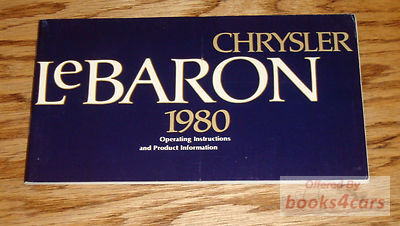 CHRYSLER
LeBARON
1980
Operating Instructions
and Product Information
Offered By
books4cars